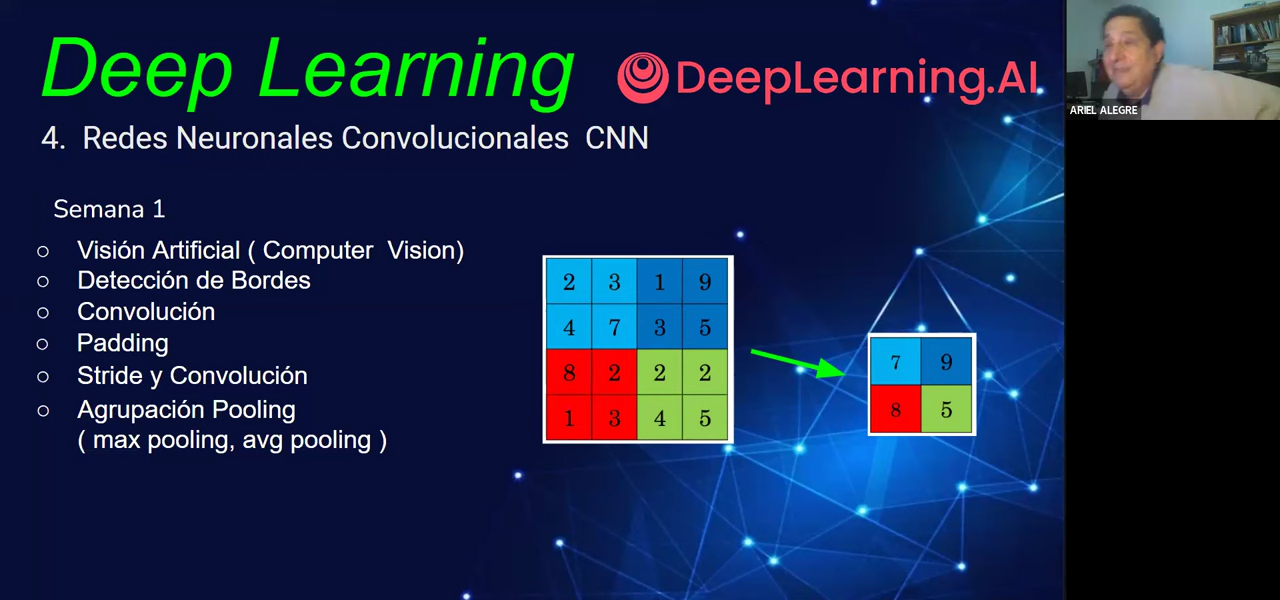 Deep Learning
DeepLearning.AI
ARIEL ALEGRE
4. Redes Neuronales Convolucionales CNN
Semana 1
○ Visión Artificial ( Computer Vision)
○ Detección de Bordes
○ Convolución
○ Padding
○ Stride y Convolución
○ Agrupación Pooling
( max pooling, avg pooling )
2 3 1 9
4 7 3 5
8 2 2 2
1 3 4 5
7 9
8 5